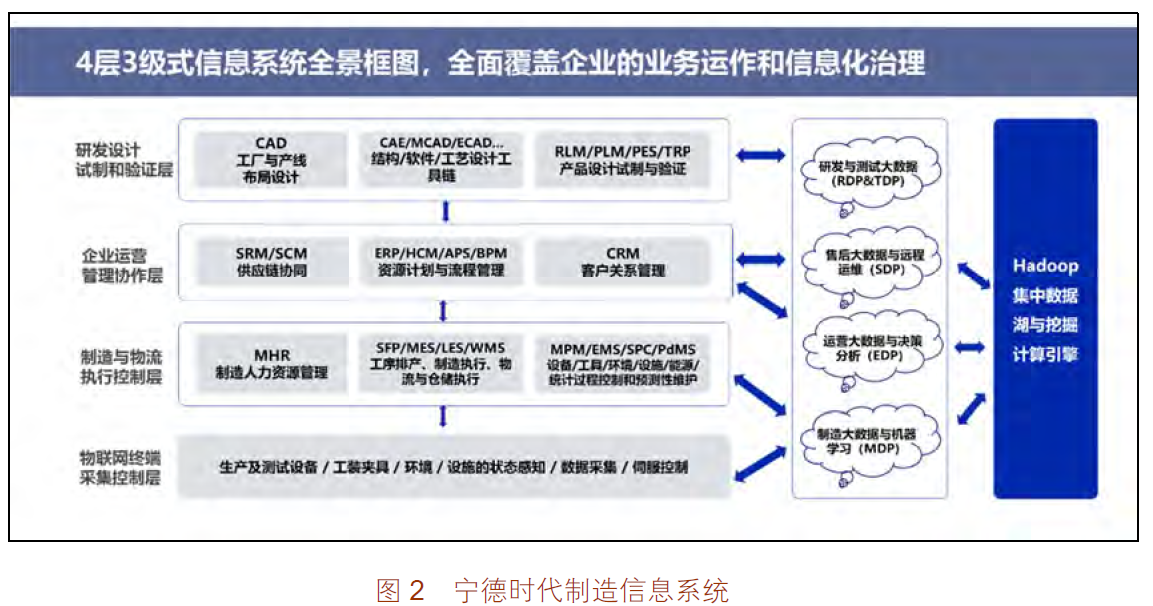 4层3级式信息系统全景框图，全面覆盖企业的业务运作和信息化治理
研发设计
试制和验证层
CAD
工厂与产线
布局设计
CAE/MCAD/ECAD...
结构/软件/工艺设计工
具链
RLM/PLM/PES/TRP
产品设计试制与验证
研发与测试大数据
(RDP&TDP)
企业运营
管理协作层
SRM/SCM
供应链协同
ERP/HCM/APS/BPM
资源计划与流程管理
CRM
客户关系管理
售后大数据与远程
运维（SDP)
制造与物流
执行控制层
MHR
制造人力资源管理
SFP/MES/LES/WMS
工序排产、制造执行、物
流与仓储执行
MPM/EMS/SPC/PdMS
设备/工具/环境/设施/能源/
统计过程控制和预测性维护
运营大数据与决策
分析（EDP)
物联网终端
采集控制层
生产及测试设备 / 工装夹具 / 环境 / 设施的状态感知 / 数据采集 / 伺服控制
制造大数据与机器
学习（MDP)
Hadoop
集中数据
湖与挖掘
计算引擎
图 2 宁德时代制造信息系统